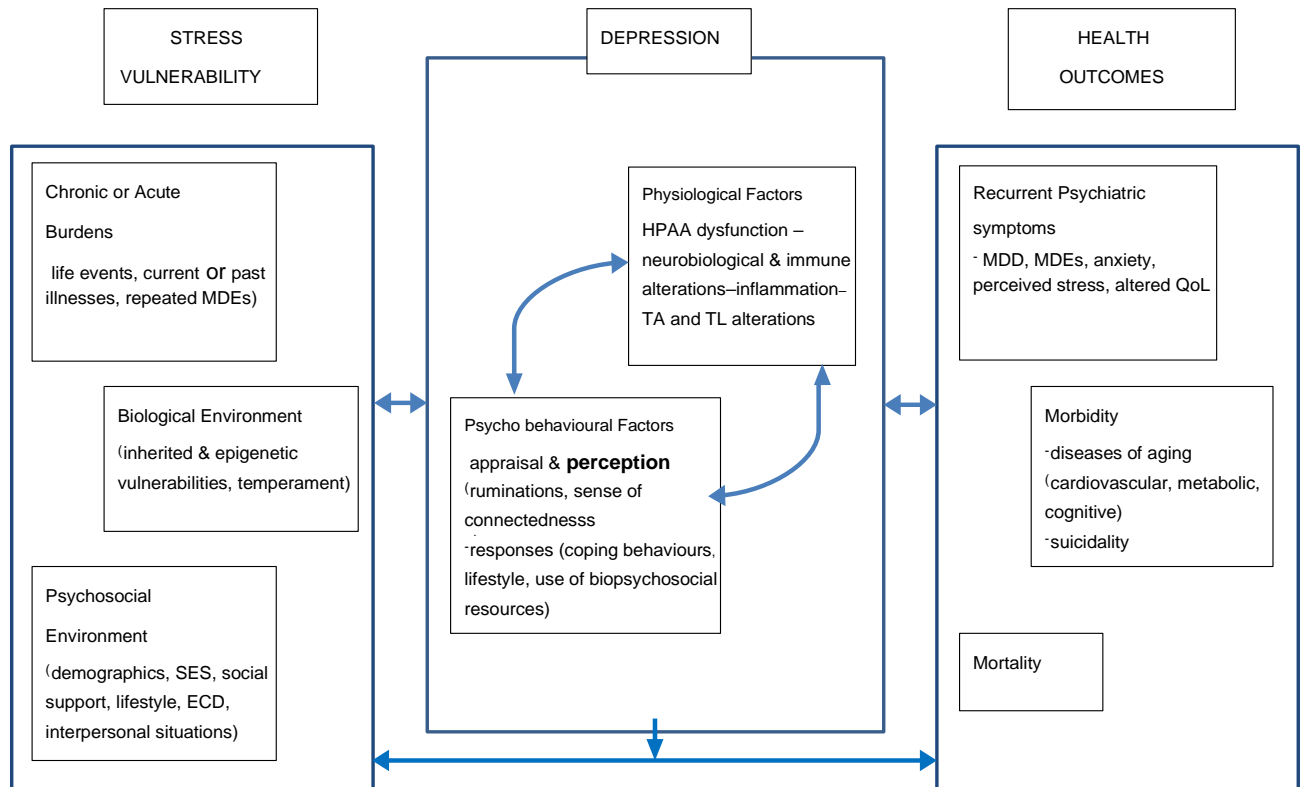 STRESS
VULNERABILITY
DEPRESSION
HEALTH
OUTCOMES
Chronic or Acute
Burdens
life events, current or past
illnesses, repeated MDEs)
Biological Environment
(inherited & epigenetic
vulnerabilities, temperament)
Psychosocial
Environment
(demographics, SES, social
support, lifestyle, ECD,
interpersonal situations)
Physiological Factors
HPAA dysfunction –
neurobiological & immune
alterations–inflammation–
TA and TL alterations
Psycho behavioural Factors
appraisal & perception
(ruminations, sense of
connectednesss
-responses (coping behaviours,
lifestyle, use of biopsychosocial
resources)
Recurrent Psychiatric
symptoms
- MDD, MDEs, anxiety,
perceived stress, altered QoL
Morbidity
-diseases of aging
(cardiovascular, metabolic,
cognitive)
-suicidality
Mortality